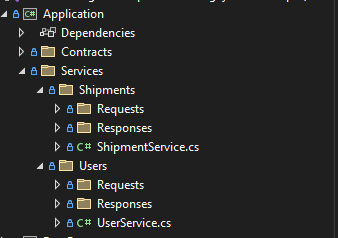 C# Application
Dependencies
Contracts
Services
Shipments
Requests
Responses
C# ShipmentService.cs
Users
Requests
Responses
C# UserService.cs